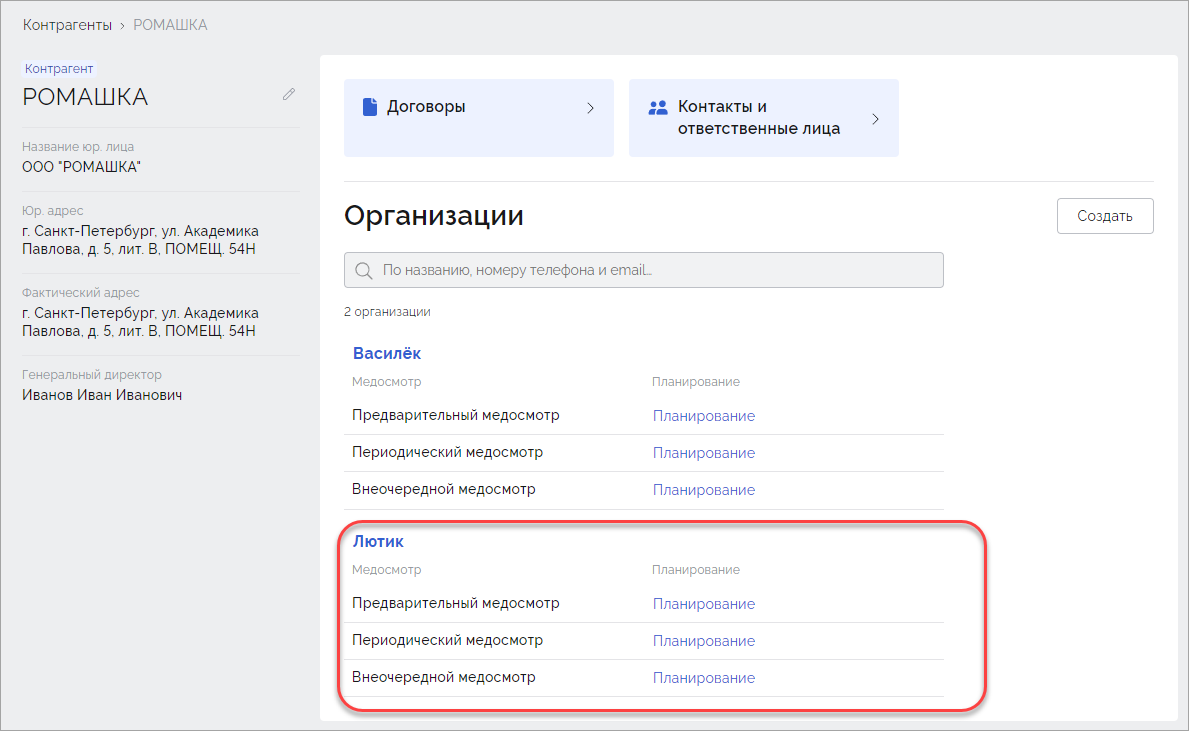 Контрагенты › РОМАШКА
Контрагент
РОМАШКА
Название юр. лица
ООО "РОМАШКА"
Юр. адрес
г. Санкт-Петербург, ул. Академика
Павлова, д. 5, лит. В, ПОМЕЩ. 54Н
Фактический адрес
г. Санкт-Петербург, ул. Академика
Павлова, д. 5, лит. В, ПОМЕЩ. 54Н
Генеральный директор
Иванов Иван Иванович
Договоры
Контакты и
ответственные лица
Организации
Создать
По названию, номеру телефона и email...
2 организации
Василёк
Медосмотр Планирование
Предварительный медосмотр Планирование
Периодический медосмотр Планирование
Внеочередной медосмотр Планирование
Лютик
Медосмотр Планирование
Предварительный медосмотр Планирование
Периодический медосмотр Планирование
Внеочередной медосмотр Планирование